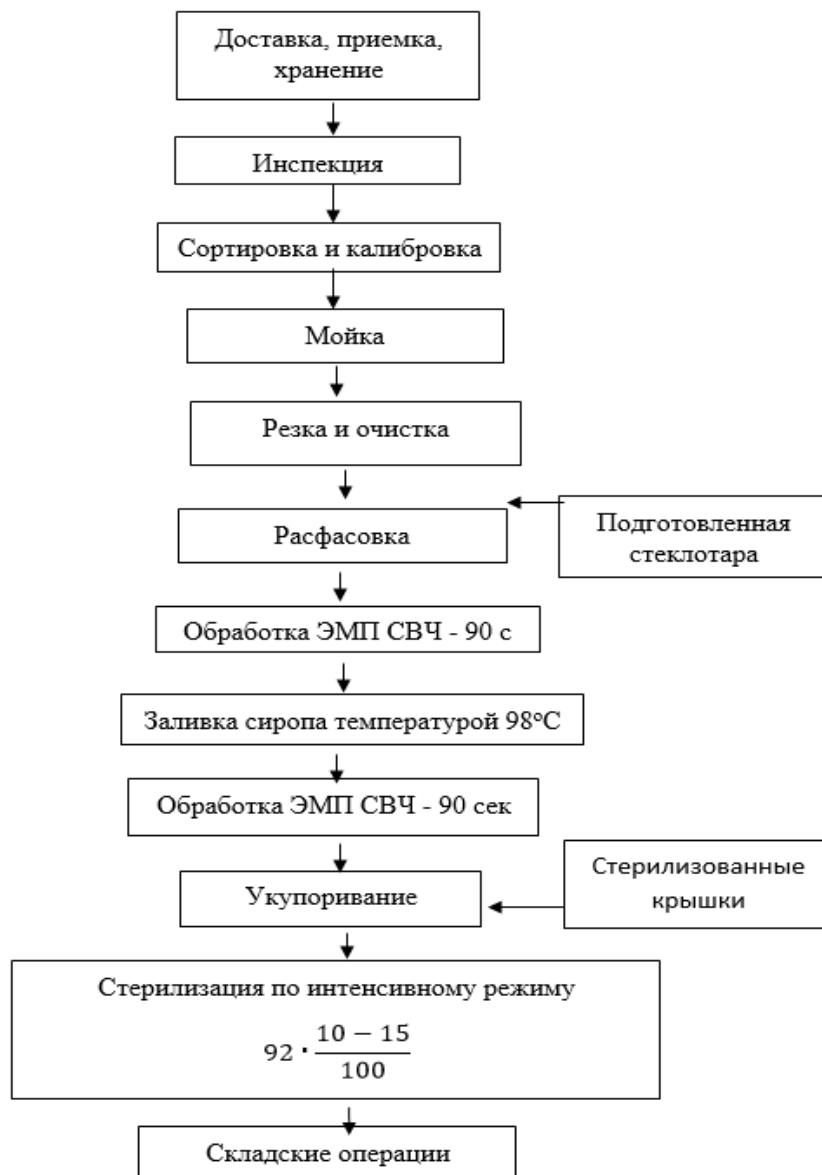 Доставка, приемка,
хранение
Инспекция
Сортировка и калибровка
Мойка
Резка и очистка
Расфасовка
Подготовленная
стеклотара
Обработка ЭМП СВЧ - 90 с
Заливка сиропа температурой 98°С
Обработка ЭМП СВЧ - 90 сек
Укупоривание
Стерилизованные
крышки
Стерилизация по интенсивному режиму
10 − 15
92 ·
100
Складские операции